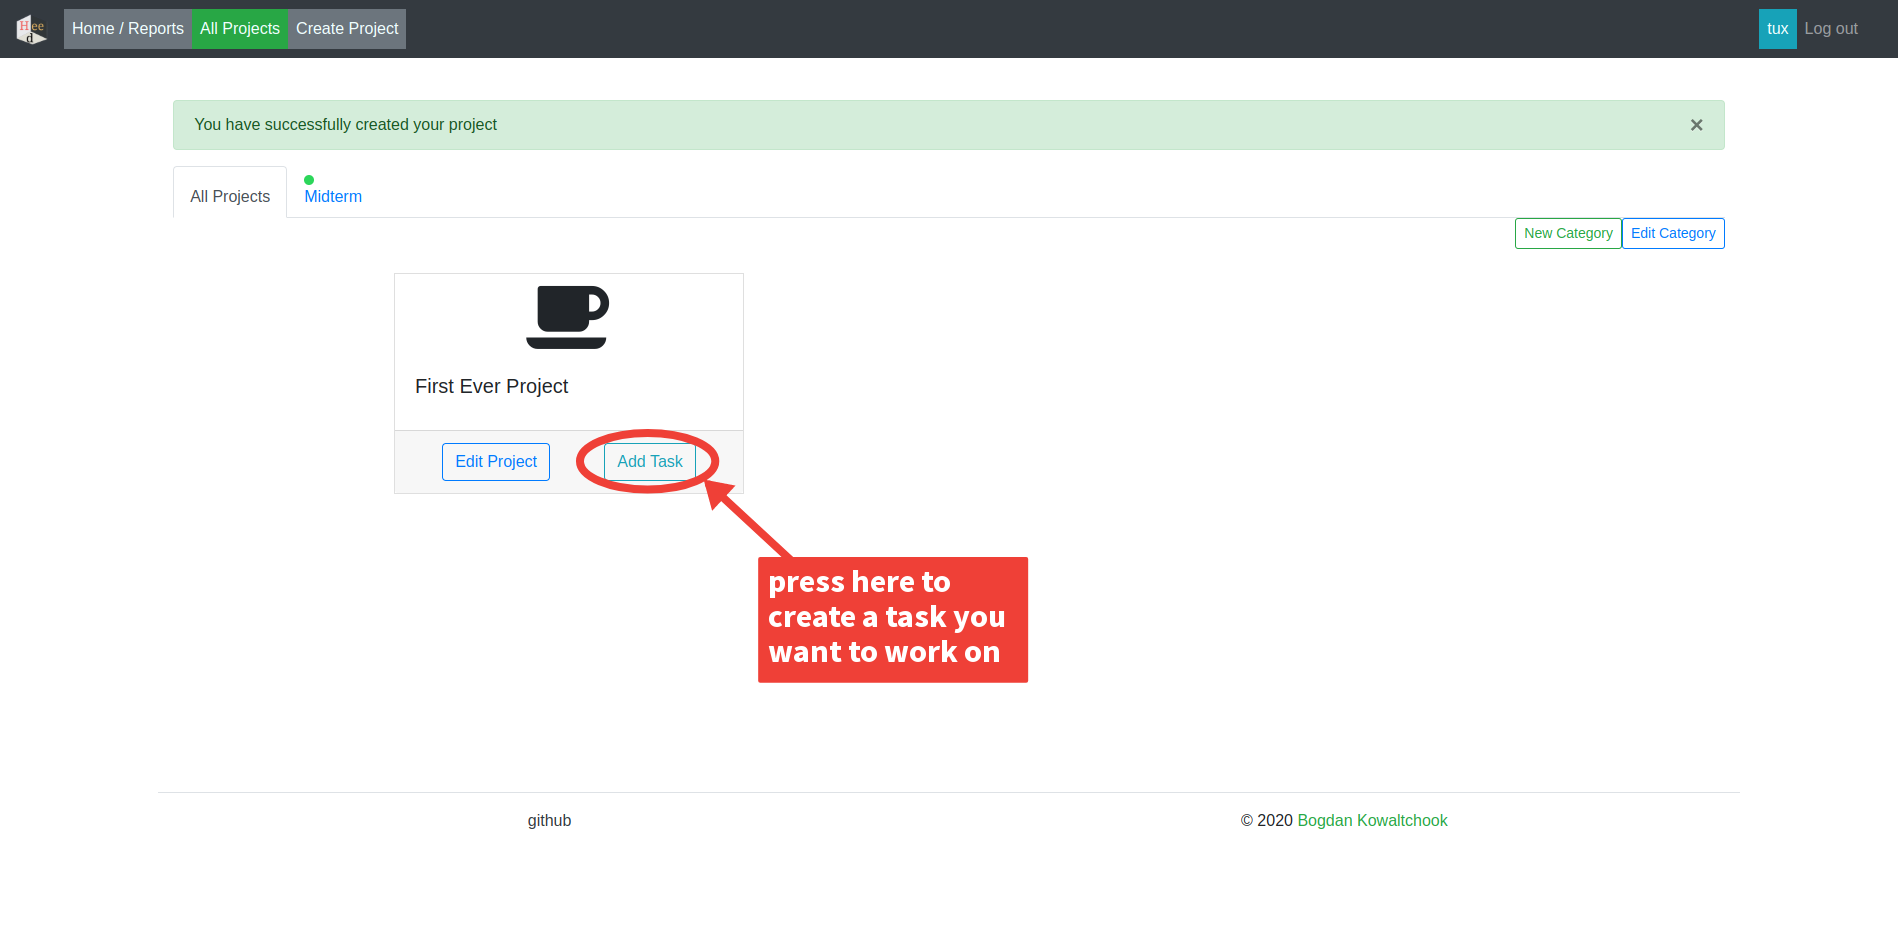 Heed
Home / Reports All Projects Create Project tux Log out
You have successfully created your project ×
All Projects Midterm
New Category Edit Category
First Ever Project
Edit Project Add Task
press here to
create a task you
want to work on
github © 2020 Bogdan Kowaltchook